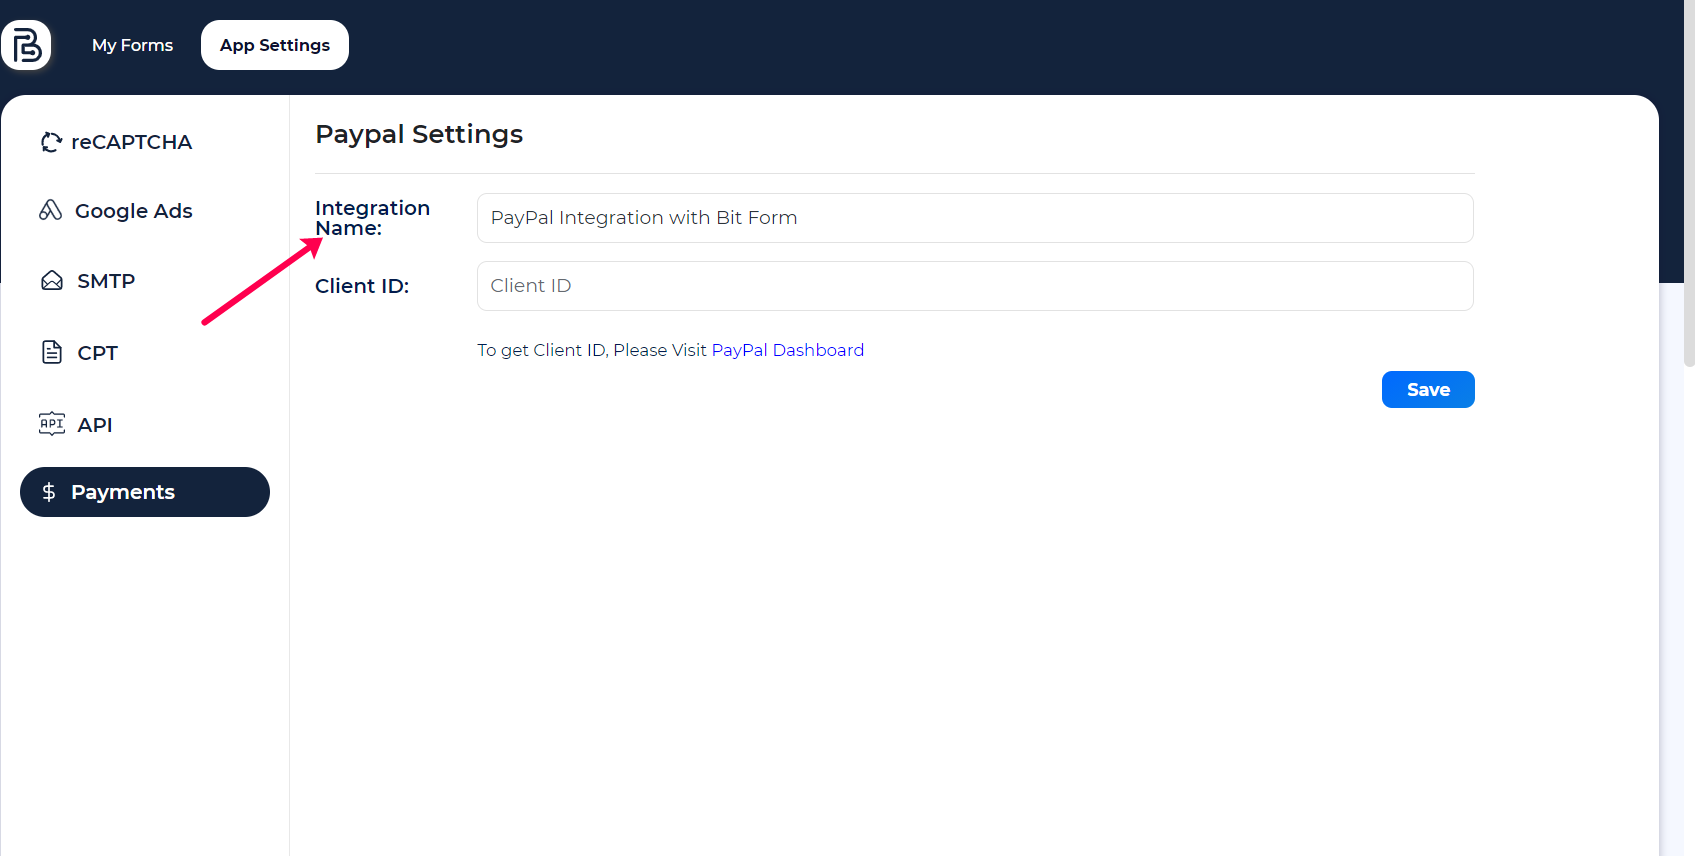 My Forms
App Settings
reCAPTCHA
Google Ads
SMTP
CPT
API
API
Payments
Paypal Settings
Integration
Name:
PayPal Integration with Bit Form
Client ID:
Client ID
To get Client ID, Please Visit PayPal Dashboard
Save